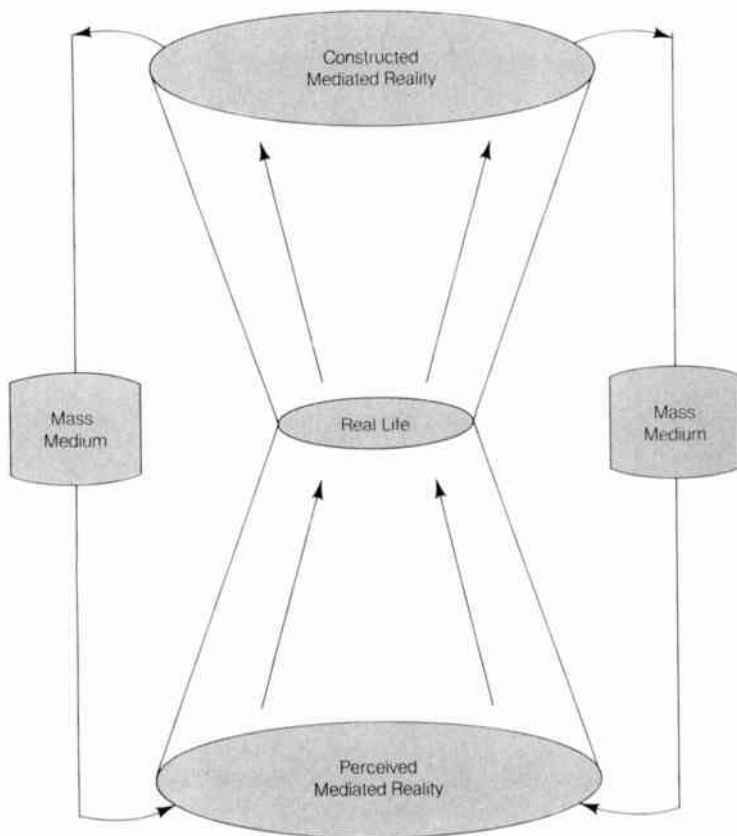 Constructed
Mediated Reality
Mass
Medium
Real Life
Mass
Medium
Perceived
Mediated Reality